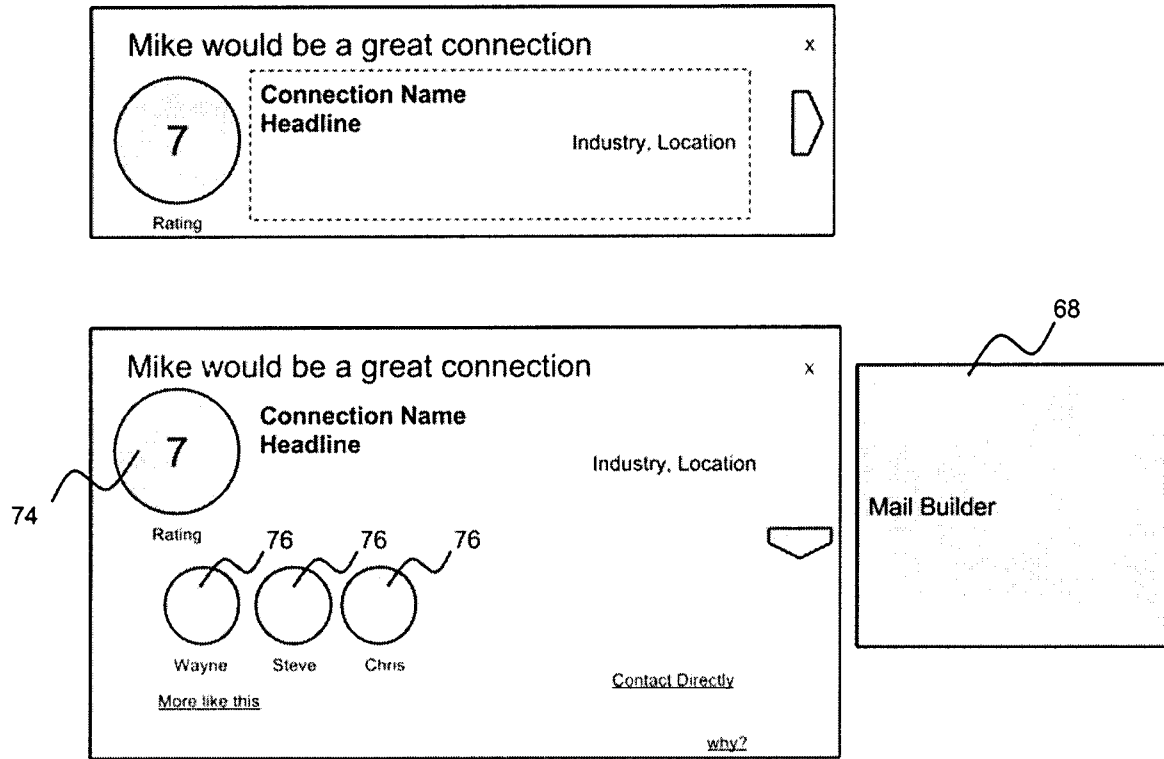 Mike would be a great connection
x
7
Connection Name
Headline
Industry, Location
Rating
68
Mike would be a great connection
x
7
Connection Name
Headline
Industry, Location
74
Rating
Mail Builder
76
76
76
Wayne
Steve
Chris
More like this
Contact Directly
why?